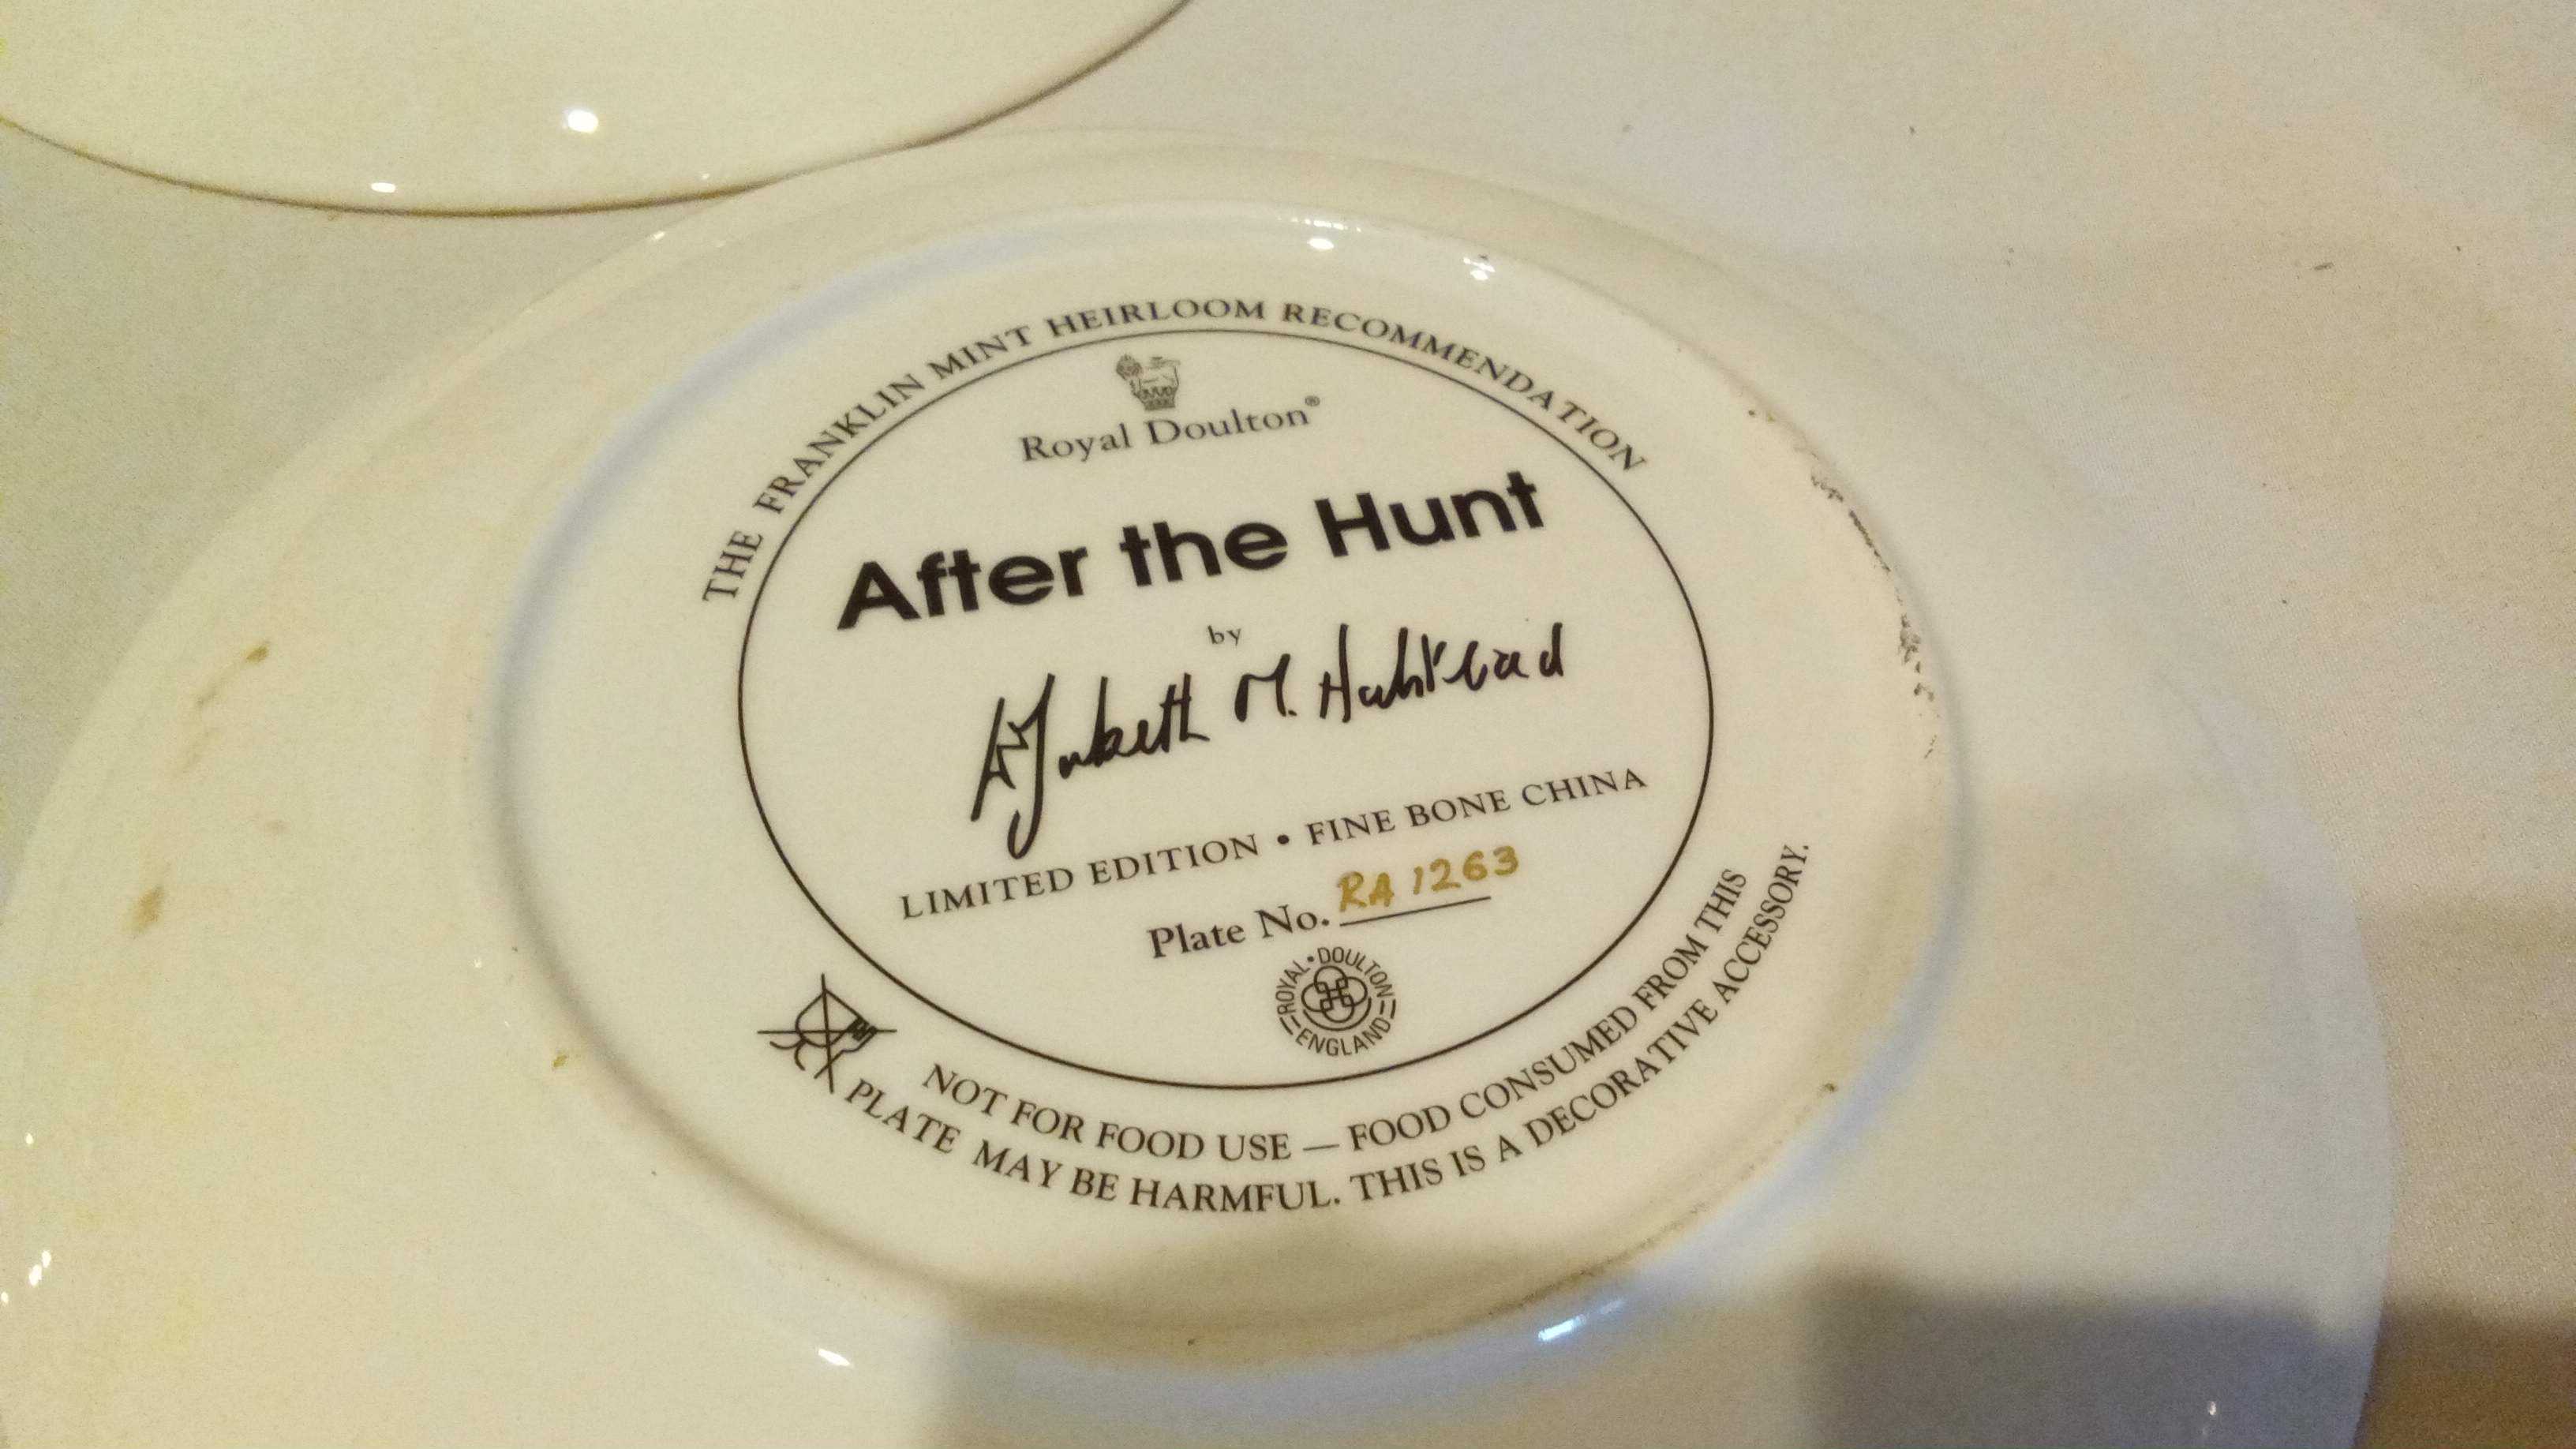 THE FRANKLIN MINT HEIRLOOM RECOMMENDATION
Royal Doulton®
After the Hunt
by
M.
LIMITED EDITION • FINE BONE CHINA
Plate No. RA 1263
ROYAL • DOULTON
ENGLAND
NOT FOR FOOD USE — FOOD CONSUMED FROM THIS
PLATE MAY BE HARMFUL. THIS IS A DECORATIVE ACCESSORY.